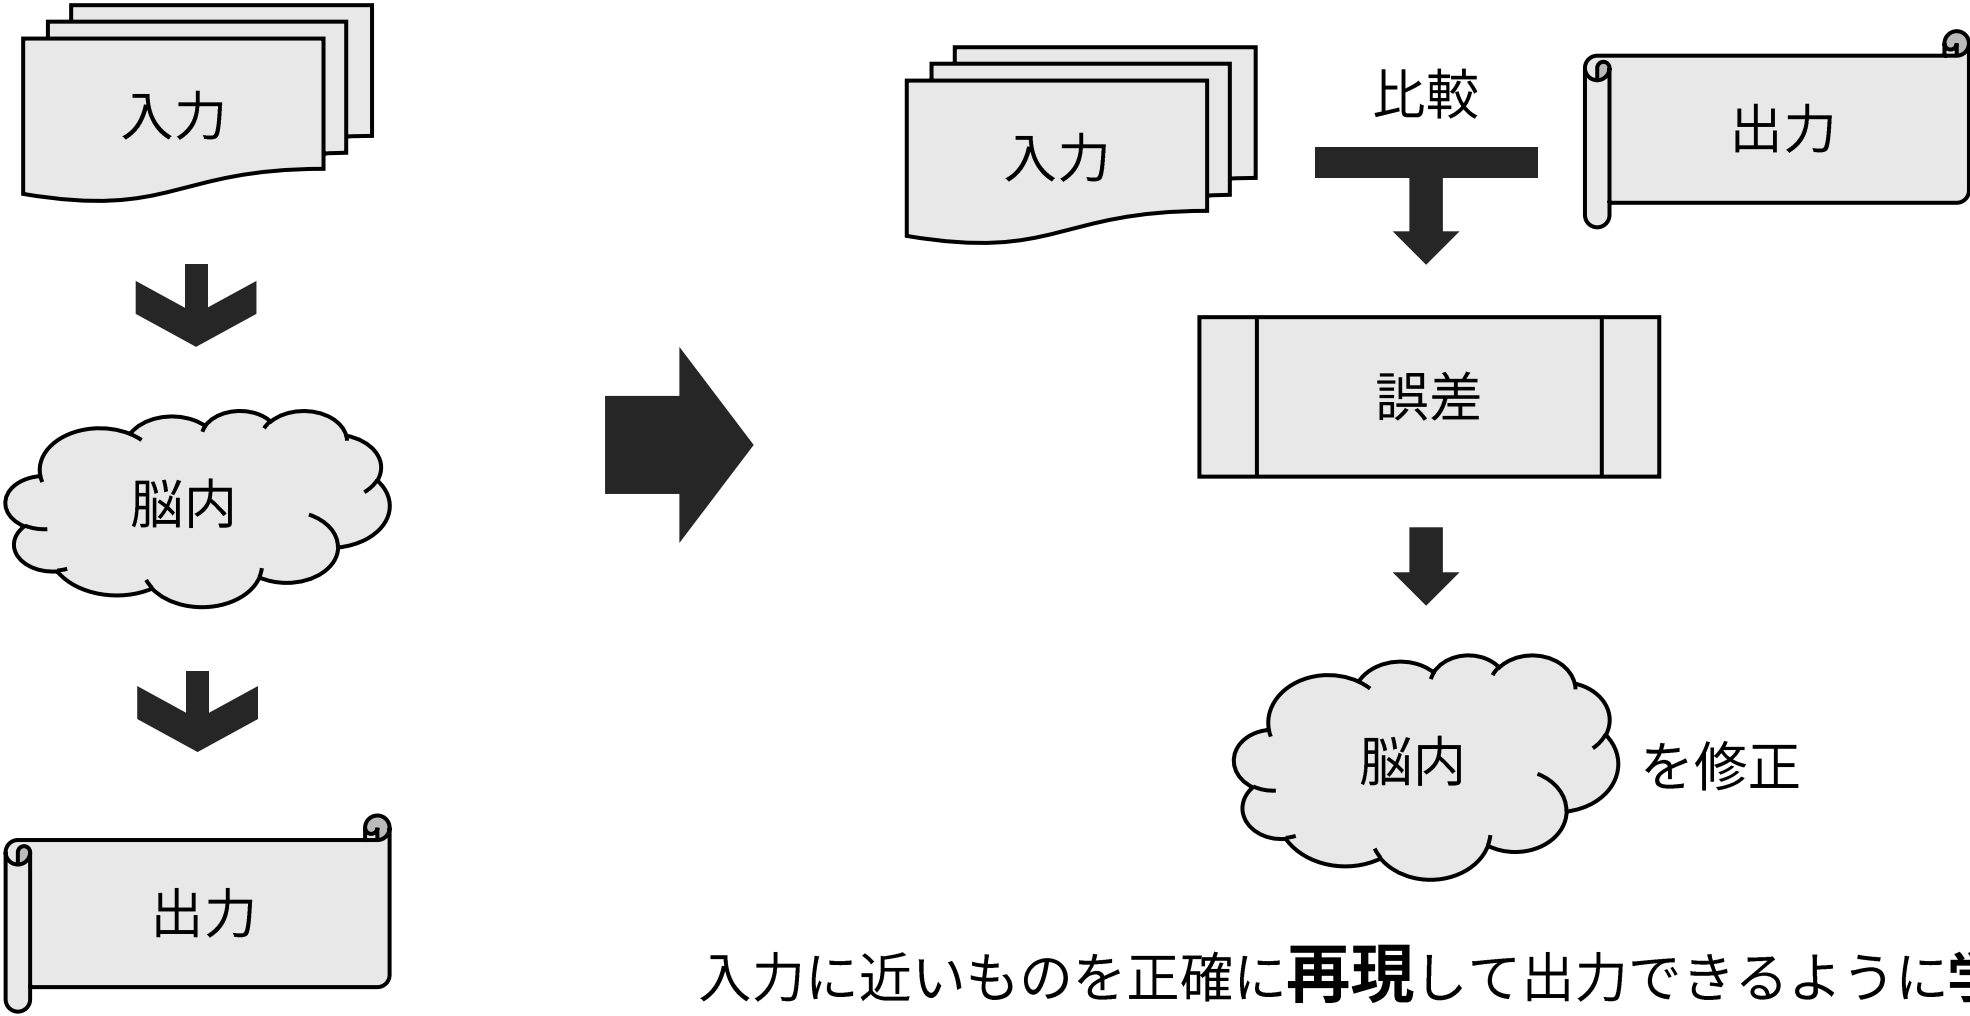 入力
脳内
出力
入力
比較
出力
誤差
脳内
を修正
入力に近いものを正確に再現して出力できるように